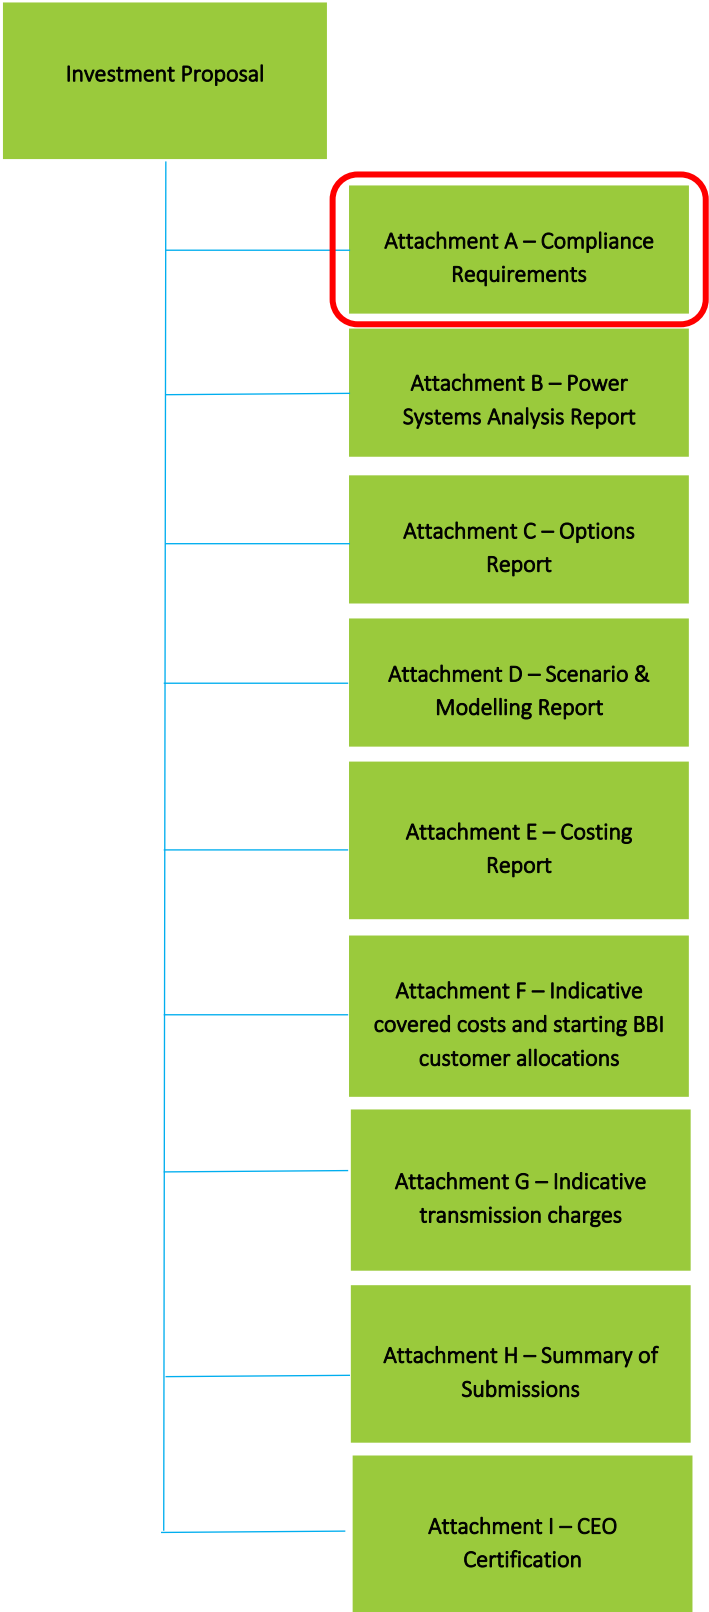 Investment Proposal
Attachment A – Compliance
Requirements
Attachment B – Power
Systems Analysis Report
Attachment C – Options
Report
Attachment D – Scenario &
Modelling Report
Attachment E – Costing
Report
Attachment F – Indicative
covered costs and starting BBI
customer allocations
Attachment G – Indicative
transmission charges
Attachment H – Summary of
Submissions
Attachment I – CEO
Certification